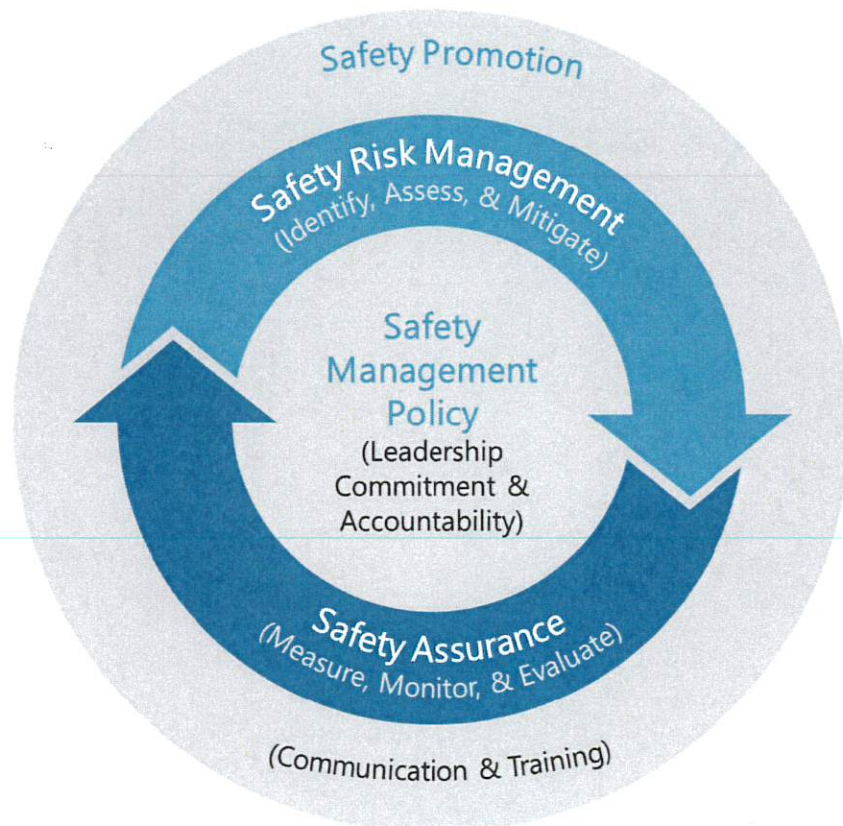 Safety Promotion
Safety Risk Management
(Identify, Assess, & Mitigate)
Safety
Management
Policy
(Leadership
Commitment &
Accountability)
Safety Assurance
(Measure, Monitor, & Evaluate)
(Communication & Training)